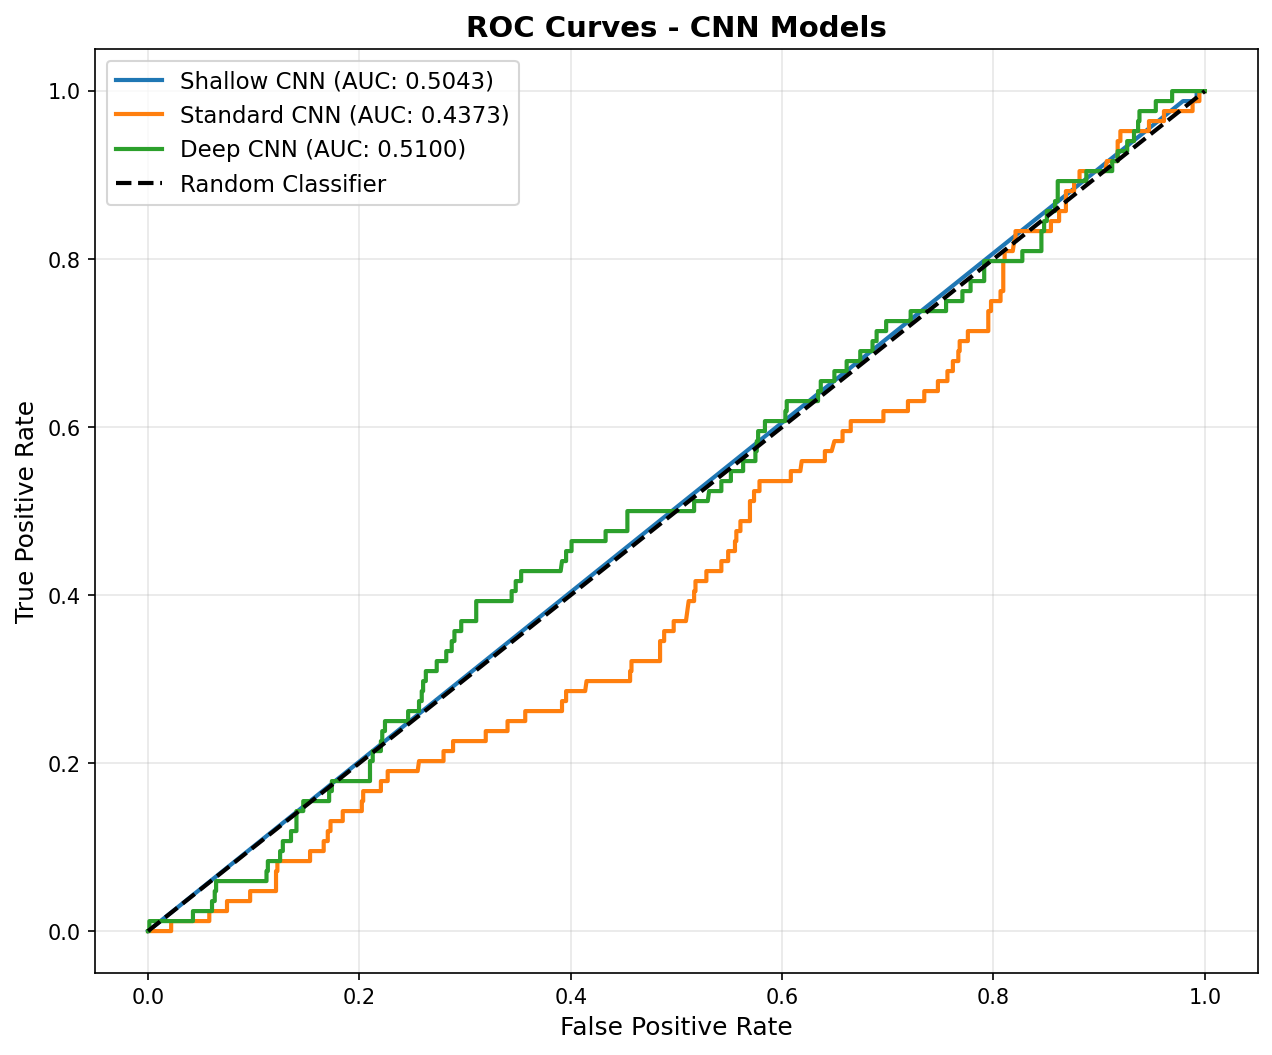 ROC Curves - CNN Models
Shallow CNN (AUC: 0.5043)
Standard CNN (AUC: 0.4373)
Deep CNN (AUC: 0.5100)
Random Classifier
True Positive Rate
1.0
0.8
0.6
0.4
0.2
0.0
0.0 0.2 0.4 0.6 0.8 1.0
False Positive Rate